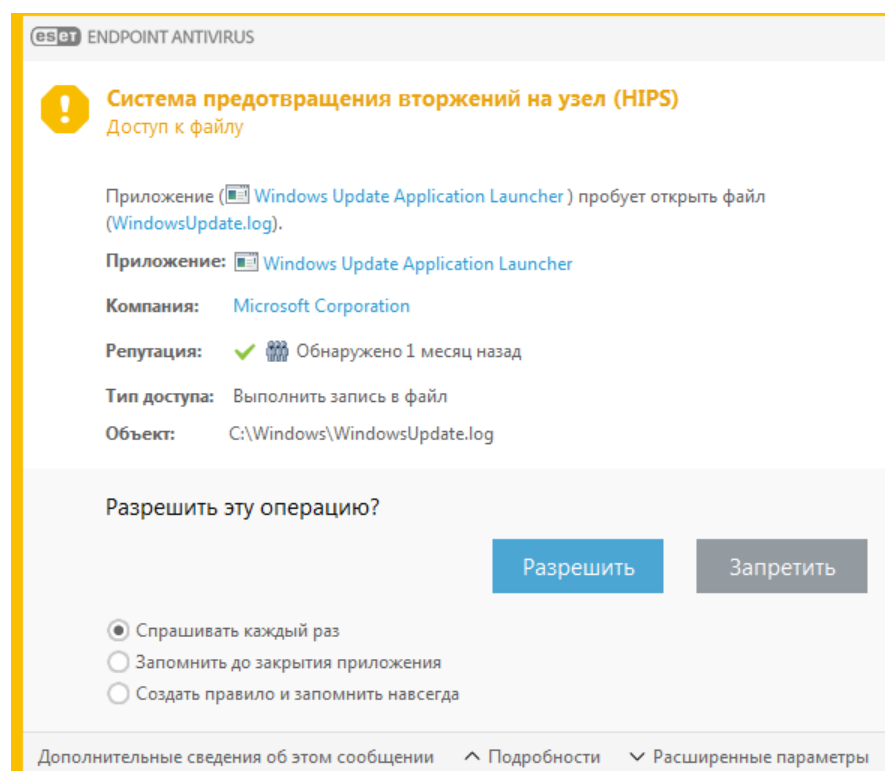 eset ENDPOINT ANTIVIRUS
Система предотвращения вторжений на узел (HIPS)
Доступ к файлу
Приложение ( Windows Update Application Launcher ) пробует открыть файл
(WindowsUpdate.log).
Приложение: Windows Update Application Launcher
Компания: Microsoft Corporation
Репутация: Обнаружено 1 месяц назад
Тип доступа: Выполнить запись в файл
Объект: C:\Windows\WindowsUpdate.log
Разрешить эту операцию?
Разрешить Запретить
Спрашивать каждый раз
Запомнить до закрытия приложения
Создать правило и запомнить навсегда
Дополнительные сведения об этом сообщении Подробности Расширенные параметры